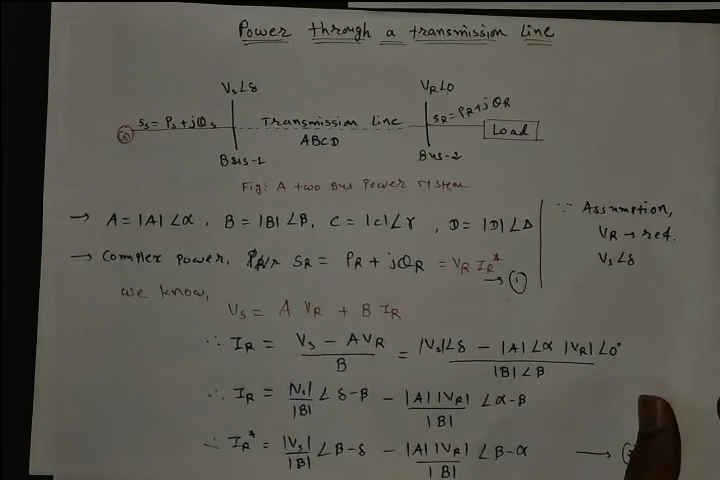 Power through a transmission Line
Vs∠δ
VR∠0
Ss = Ps + jQs
Transmission Line
SR = PR + jQR
Load
ABCD
Bus-1
Bus-2
Fig: A two Bus Power system.
→ A = |A|∠α, B = |B|∠β, C = |C|∠γ, D = |D|∠Δ
∵ Assumption,
VR → ref.
Vs∠δ
→ Complex power, SR = PR + jQR = VR IR* → ①
we know,
Vs = A VR + B IR
∴ IR = (Vs − AVR)/B = (|Vs|∠δ − |A|∠α |VR|∠0°)/(|B|∠β)
∴ IR = |Vs|/|B| ∠δ−β − |A||VR|/|B| ∠α−β
∴ IR* = |Vs|/|B| ∠β−δ − |A||VR|/|B| ∠β−α →